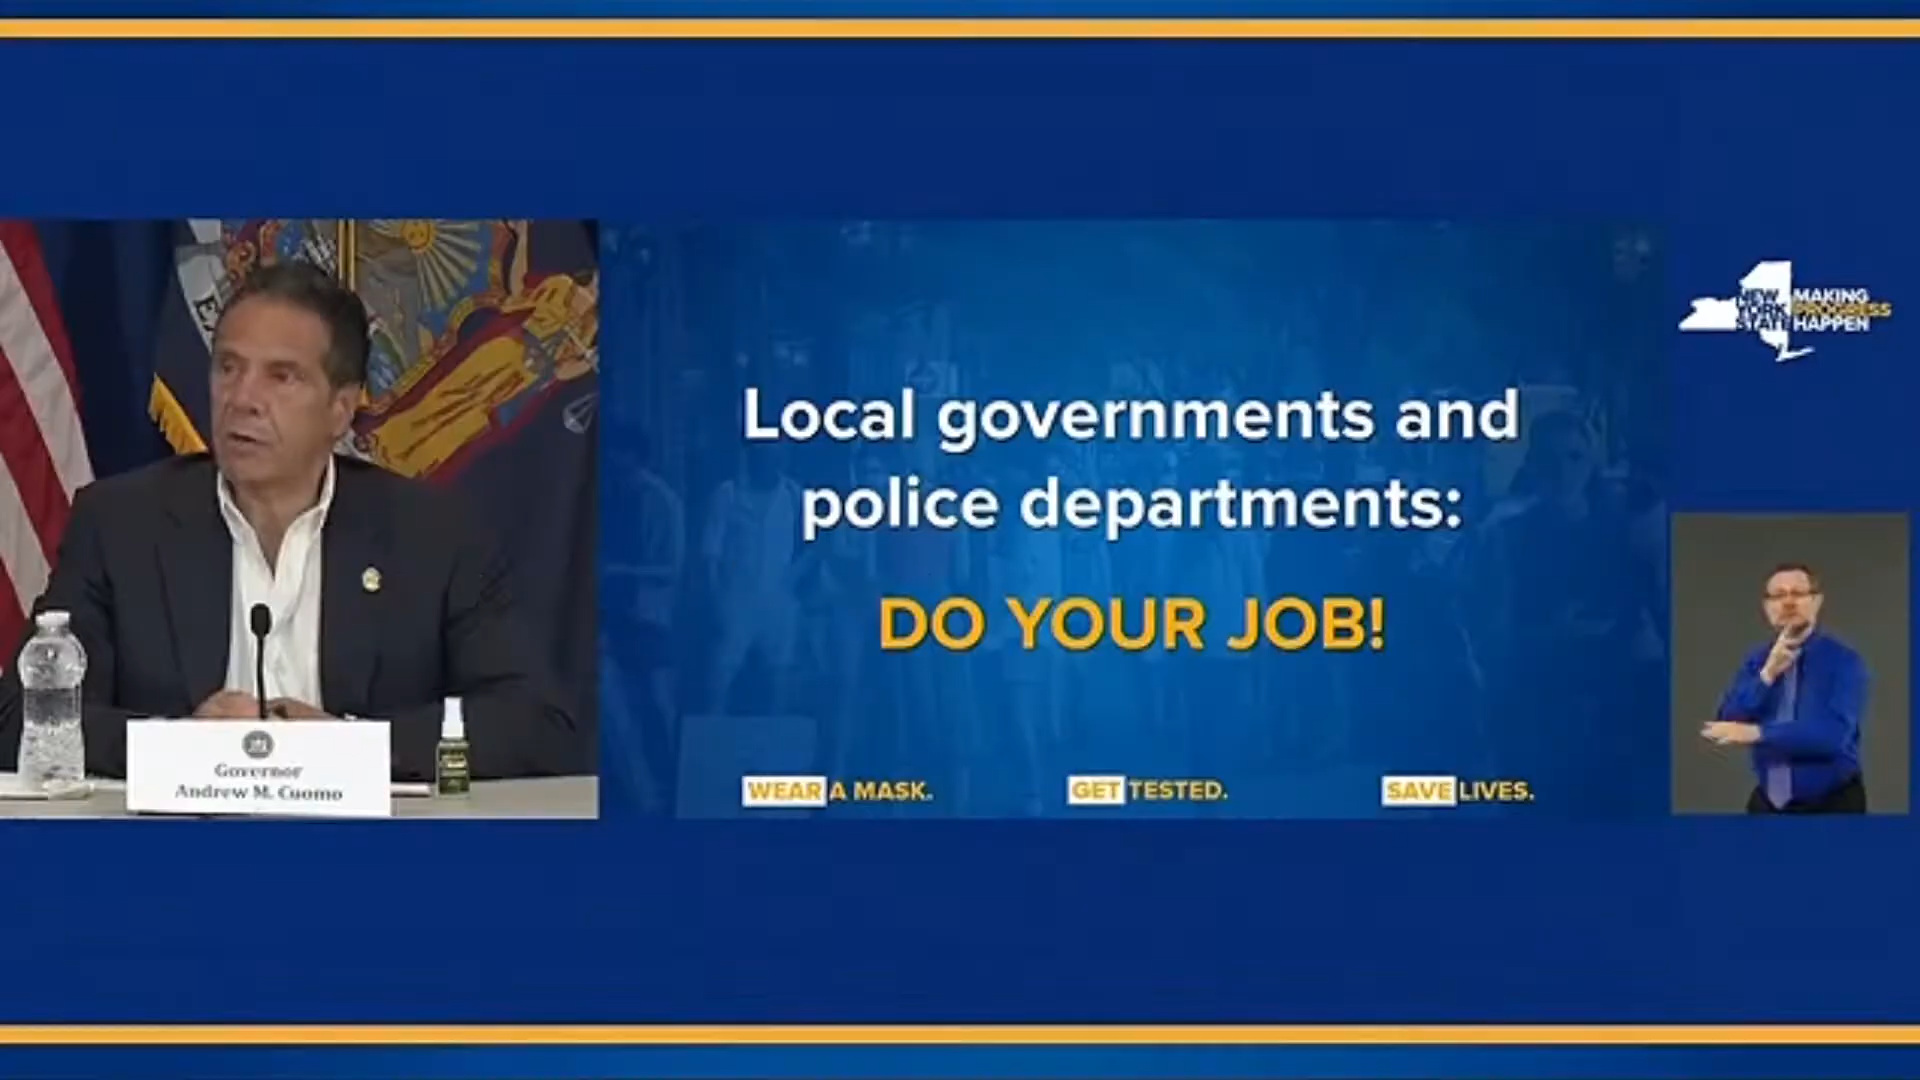 Local governments and
police departments:
DO YOUR JOB!
WEAR A MASK.
GET TESTED.
SAVE LIVES.
Governor
Andrew M. Cuomo
NEW
YORK
STATE
MAKING
PROGRESS
HAPPEN